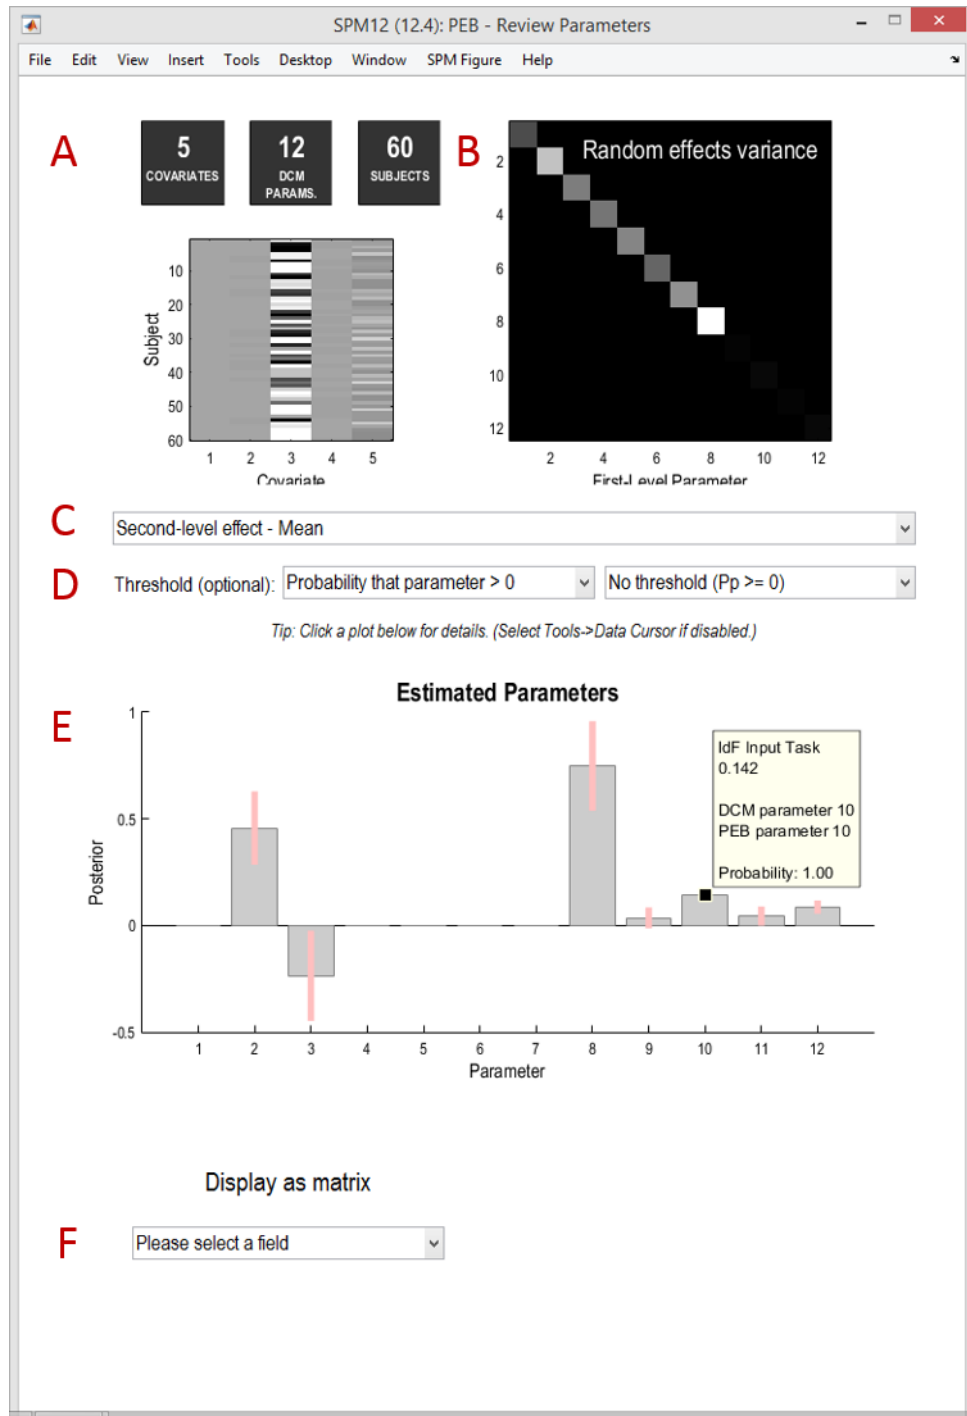 SPM12 (12.4): PEB - Review Parameters
File Edit View Insert Tools Desktop Window SPM Figure Help
A
5
COVARIATES
12
DCM
PARAMS.
60
SUBJECTS
B
Random effects variance
2
4
6
8
10
12
2 4 6 8 10 12
First-Level Parameter
Subject
10
20
30
40
50
60
1 2 3 4 5
Covariate
C
Second-level effect - Mean
D
Threshold (optional): Probability that parameter > 0 No threshold (Pp >= 0)
Tip: Click a plot below for details. (Select Tools->Data Cursor if disabled.)
E
Estimated Parameters
Posterior
1
0.5
0
-0.5
IdF Input Task
0.142
DCM parameter 10
PEB parameter 10
Probability: 1.00
1 2 3 4 5 6 7 8 9 10 11 12
Parameter
Display as matrix
F
Please select a field